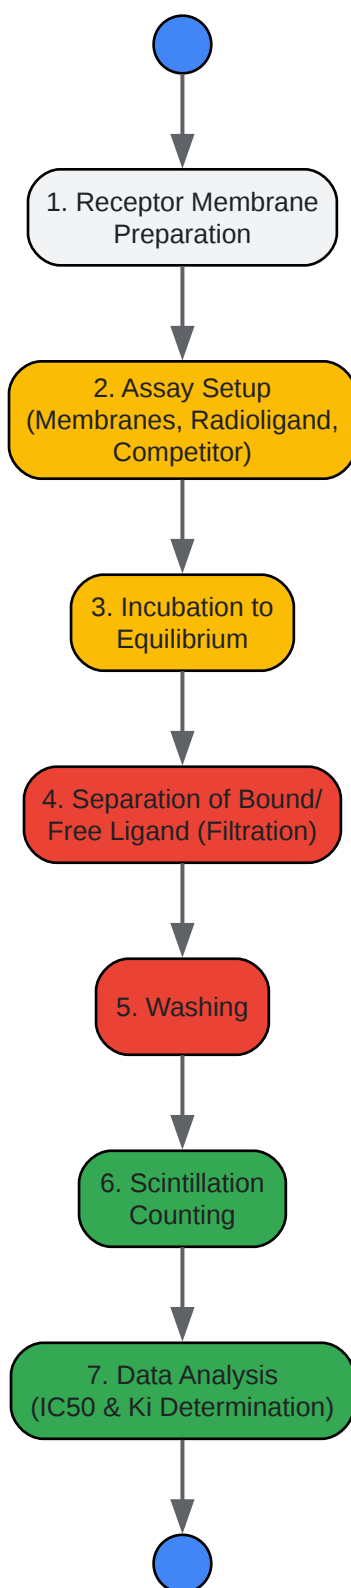 1. Receptor Membrane
Preparation
2. Assay Setup
(Membranes, Radioligand,
Competitor)
3. Incubation to
Equilibrium
4. Separation of Bound/
Free Ligand (Filtration)
5. Washing
6. Scintillation
Counting
7. Data Analysis
(IC50 & Ki Determination)